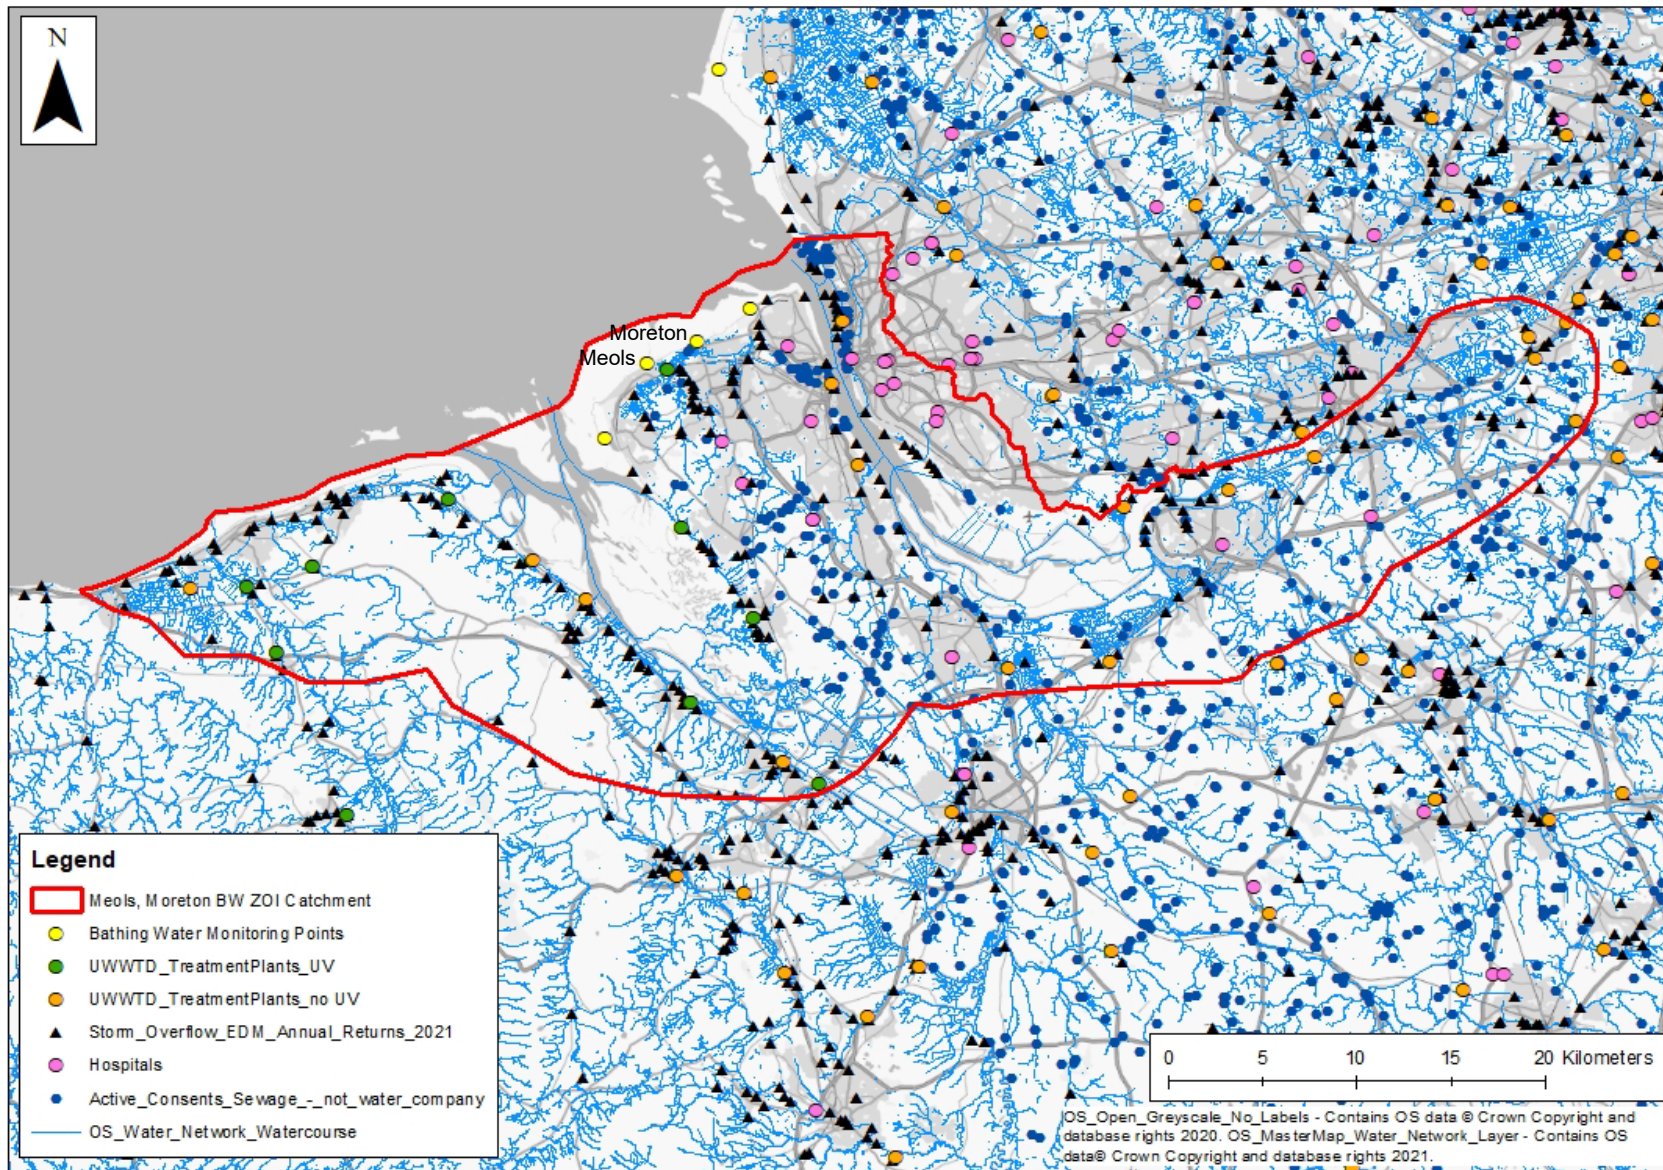 N
Moreton
Meols
Legend
Meols, Moreton BW ZOI Catchment
Bathing Water Monitoring Points
UWWTD_TreatmentPlants_UV
UWWTD_TreatmentPlants_no UV
Storm_Overflow_EDM_Annual_Returns_2021
Hospitals
Active_Consents_Sewage_-_not_water_company
OS_Water_Network_Watercourse
0 5 10 15 20 Kilometers
OS_Open_Greyscale_No_Labels - Contains OS data © Crown Copyright and
database rights 2020. OS_MasterMap_Water_Network_Layer - Contains OS
data© Crown Copyright and database rights 2021.